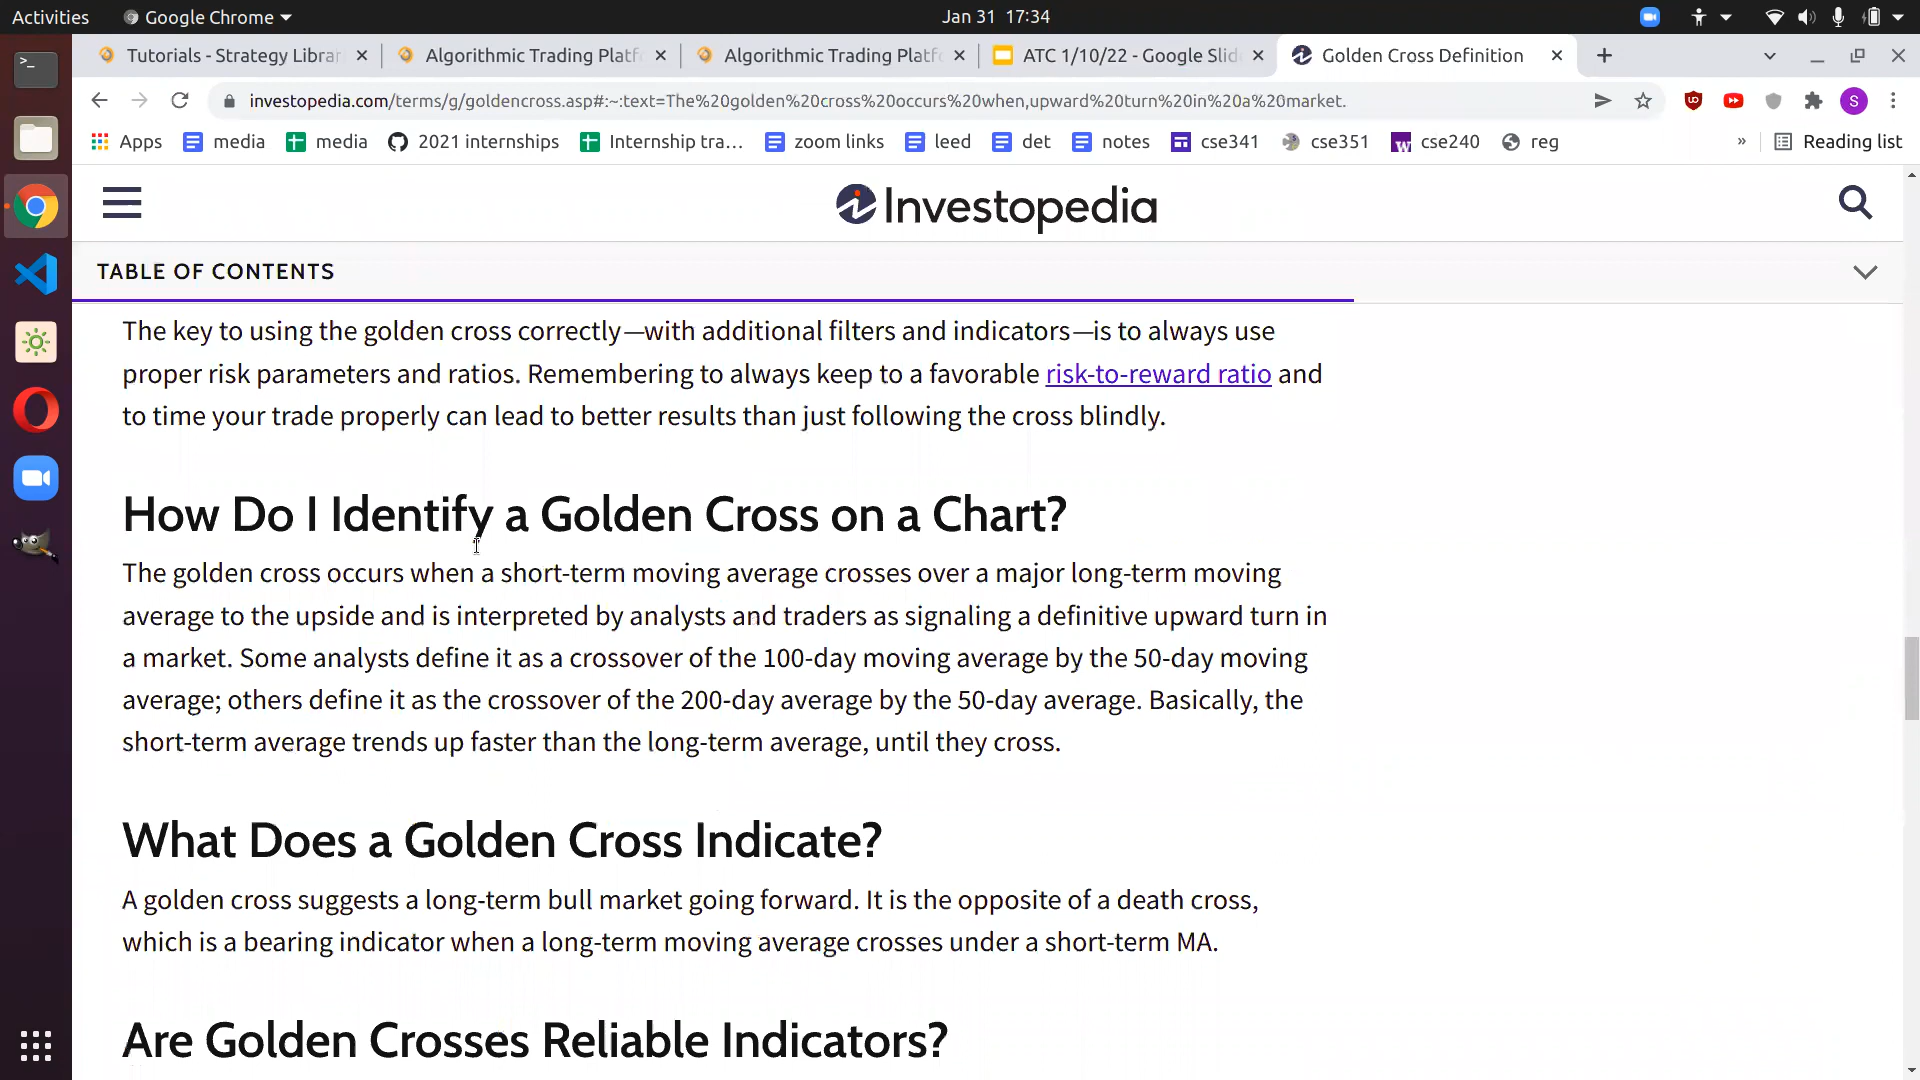 Activities
Google Chrome
Jan 31 17:34
Tutorials - Strategy Librar
Algorithmic Trading Platf
Algorithmic Trading Platf
ATC 1/10/22 - Google Slid
Golden Cross Definition
investopedia.com/terms/g/goldencross.asp#:~:text=The%20golden%20cross%20occurs%20when,upward%20turn%20in%20a%20market.
S
Apps
media
media
2021 internships
Internship tra...
zoom links
leed
det
notes
cse341
cse351
cse240
reg
»
Reading list
Investopedia
TABLE OF CONTENTS
The key to using the golden cross correctly—with additional filters and indicators—is to always use
proper risk parameters and ratios. Remembering to always keep to a favorable risk-to-reward ratio and
to time your trade properly can lead to better results than just following the cross blindly.
How Do I Identify a Golden Cross on a Chart?
The golden cross occurs when a short-term moving average crosses over a major long-term moving
average to the upside and is interpreted by analysts and traders as signaling a definitive upward turn in
a market. Some analysts define it as a crossover of the 100-day moving average by the 50-day moving
average; others define it as the crossover of the 200-day average by the 50-day average. Basically, the
short-term average trends up faster than the long-term average, until they cross.
What Does a Golden Cross Indicate?
A golden cross suggests a long-term bull market going forward. It is the opposite of a death cross,
which is a bearing indicator when a long-term moving average crosses under a short-term MA.
Are Golden Crosses Reliable Indicators?